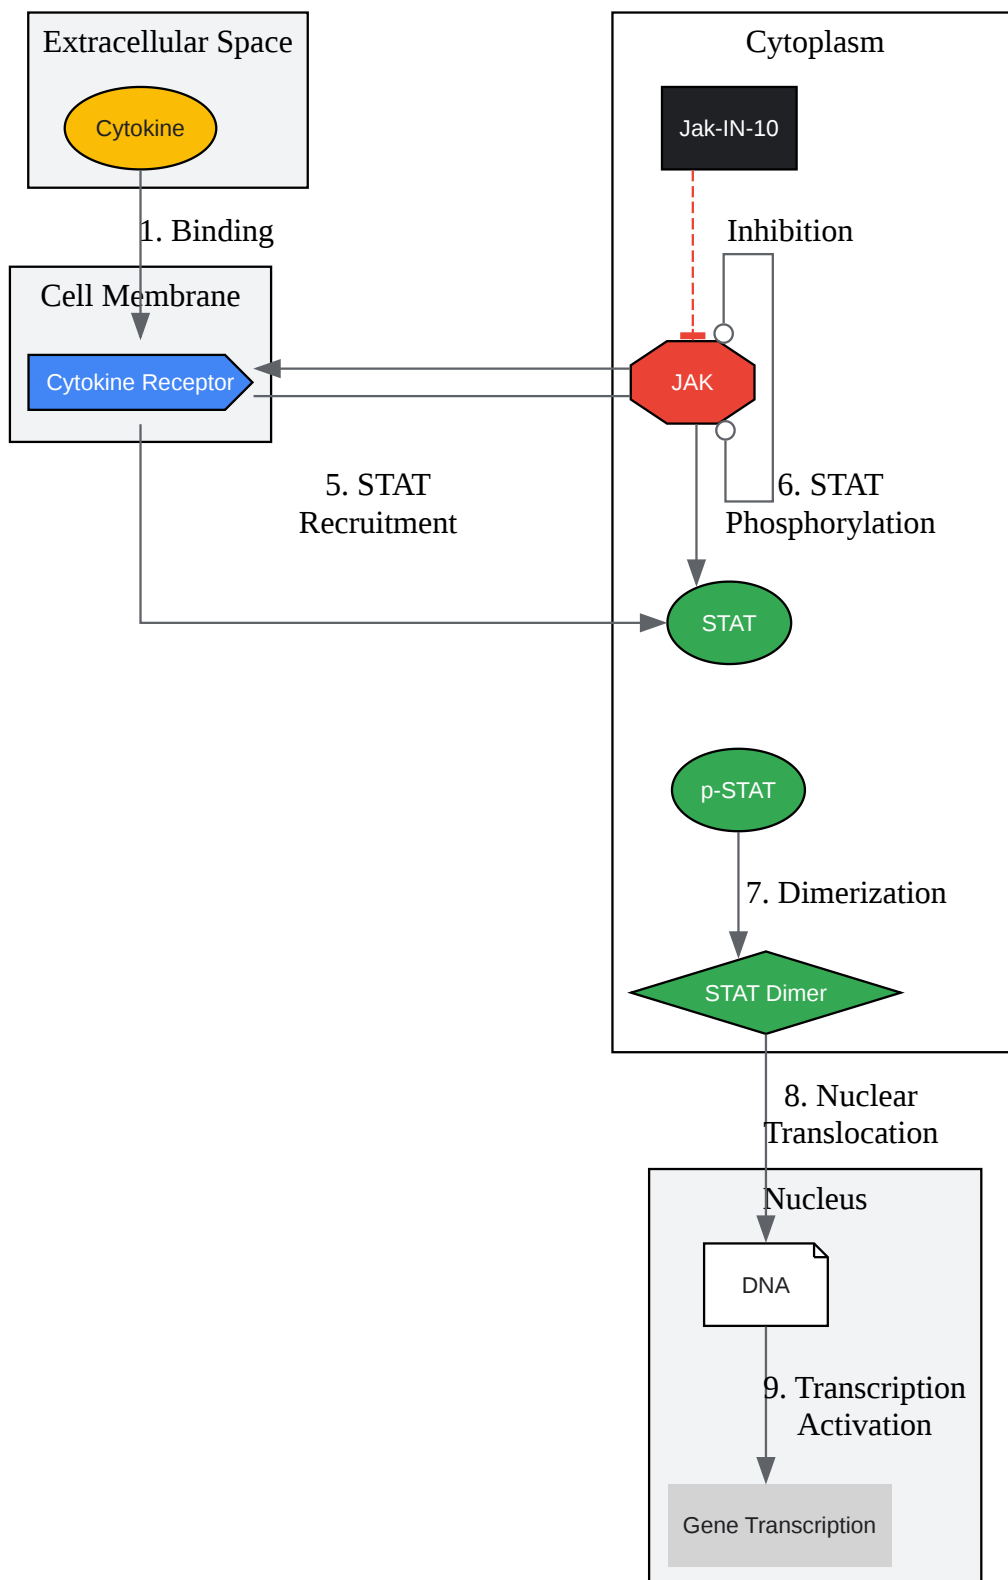 Extracellular Space
Cytokine
1. Binding
Cell Membrane
Cytokine Receptor
Cytoplasm
Jak-IN-10
Inhibition
JAK
5. STAT
Recruitment
6. STAT
Phosphorylation
STAT
p-STAT
7. Dimerization
STAT Dimer
8. Nuclear
Translocation
Nucleus
DNA
9. Transcription
Activation
Gene Transcription